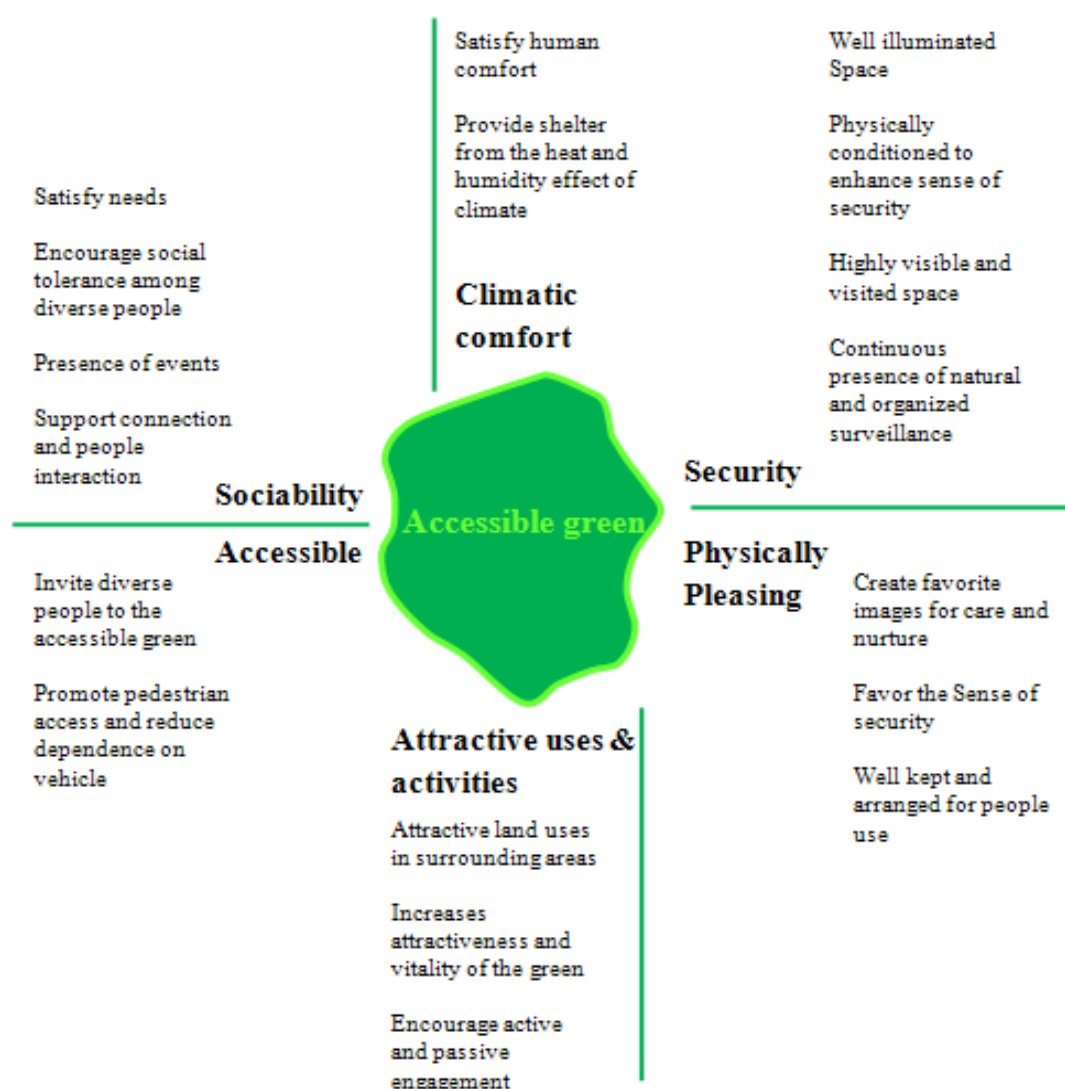 Satisfy human
comfort
Provide shelter
from the heat and
humidity effect of
climate
Climatic
comfort
Well illuminated
Space
Physically
conditioned to
enhance sense of
security
Highly visible and
visited space
Continuous
presence of natural
and organized
surveillance
Security
Satisfy needs
Encourage social
tolerance among
diverse people
Presence of events
Support connection
and people
interaction
Sociability
Accessible green
Accessible
Invite diverse
people to the
accessible green
Promote pedestrian
access and reduce
dependence on
vehicle
Physically
Pleasing
Create favorite
images for care and
nurture
Favor the Sense of
security
Well kept and
arranged for people
use
Attractive uses &
activities
Attractive land uses
in surrounding areas
Increases
attractiveness and
vitality of the green
Encourage active
and passive
engagement